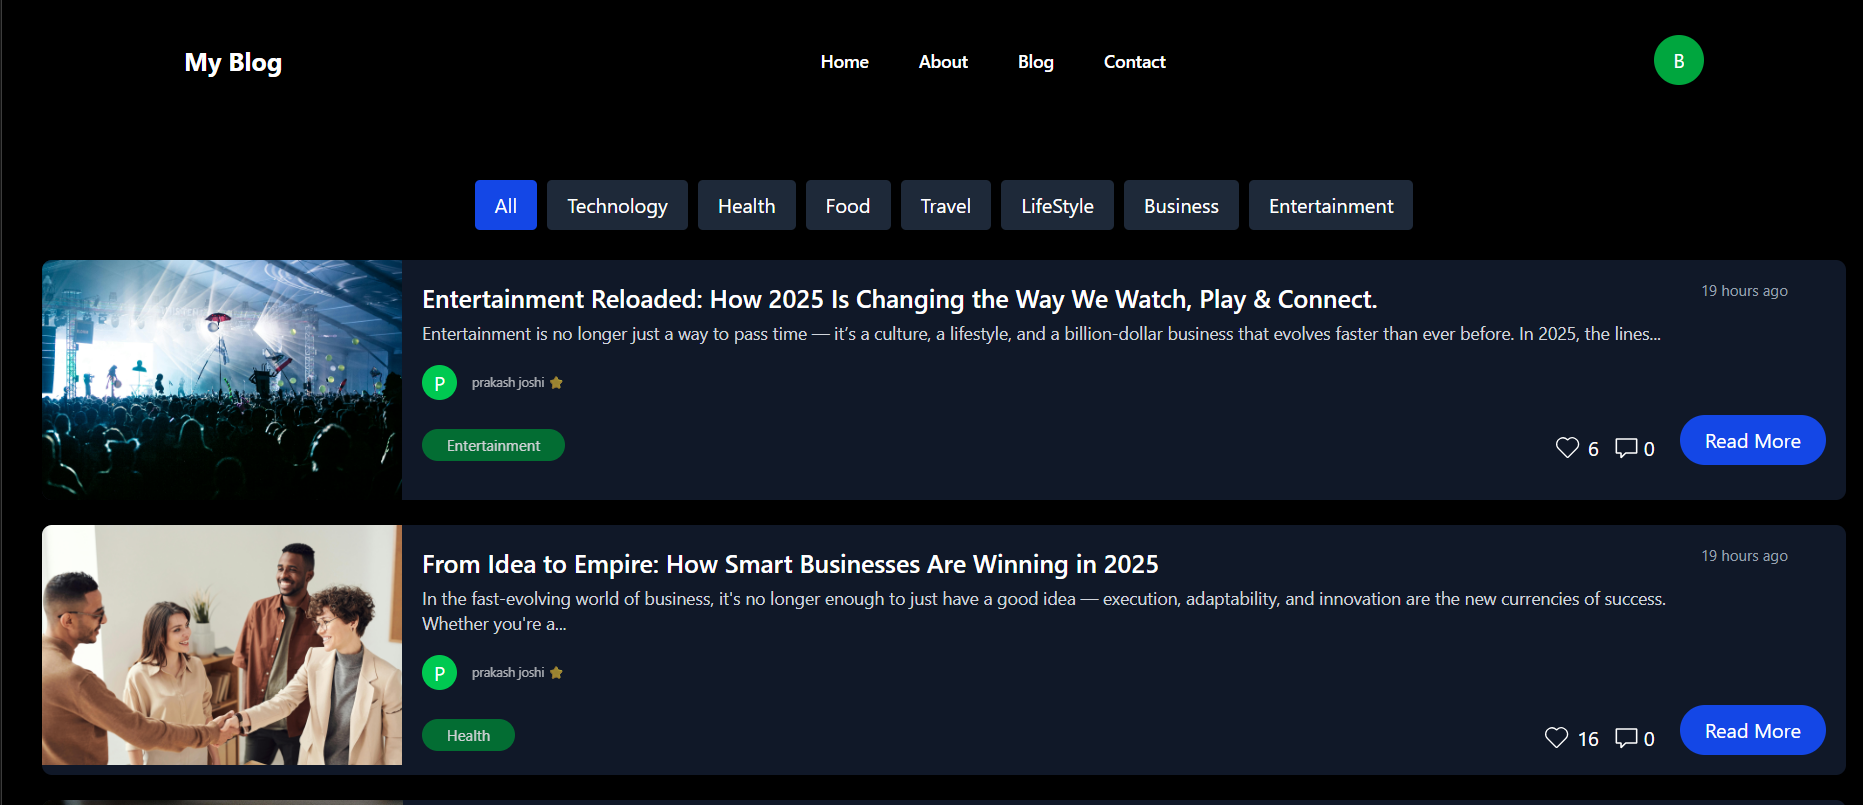 My Blog
Home About Blog Contact
B
All Technology Health Food Travel LifeStyle Business Entertainment
Entertainment Reloaded: How 2025 Is Changing the Way We Watch, Play & Connect.
19 hours ago
Entertainment is no longer just a way to pass time — it’s a culture, a lifestyle, and a billion-dollar business that evolves faster than ever before. In 2025, the lines...
P prakash joshi
Entertainment
6 0 Read More
From Idea to Empire: How Smart Businesses Are Winning in 2025
19 hours ago
In the fast-evolving world of business, it's no longer enough to just have a good idea — execution, adaptability, and innovation are the new currencies of success.
Whether you're a...
P prakash joshi
Health
16 0 Read More